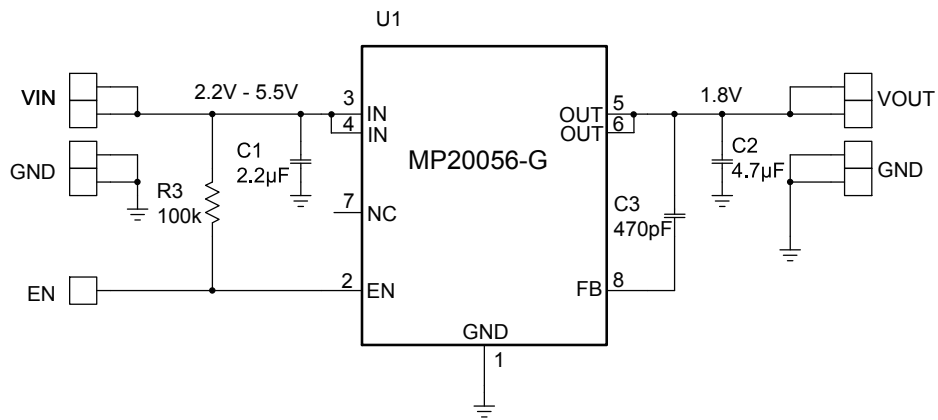 U1
VIN
2.2V - 5.5V
3
IN
4
IN
OUT
5
OUT
6
1.8V
VOUT
GND
R3
100k
C1
2.2µF
MP20056-G
7
NC
C3
470pF
C2
4.7µF
GND
EN
2
EN
FB
8
GND
1